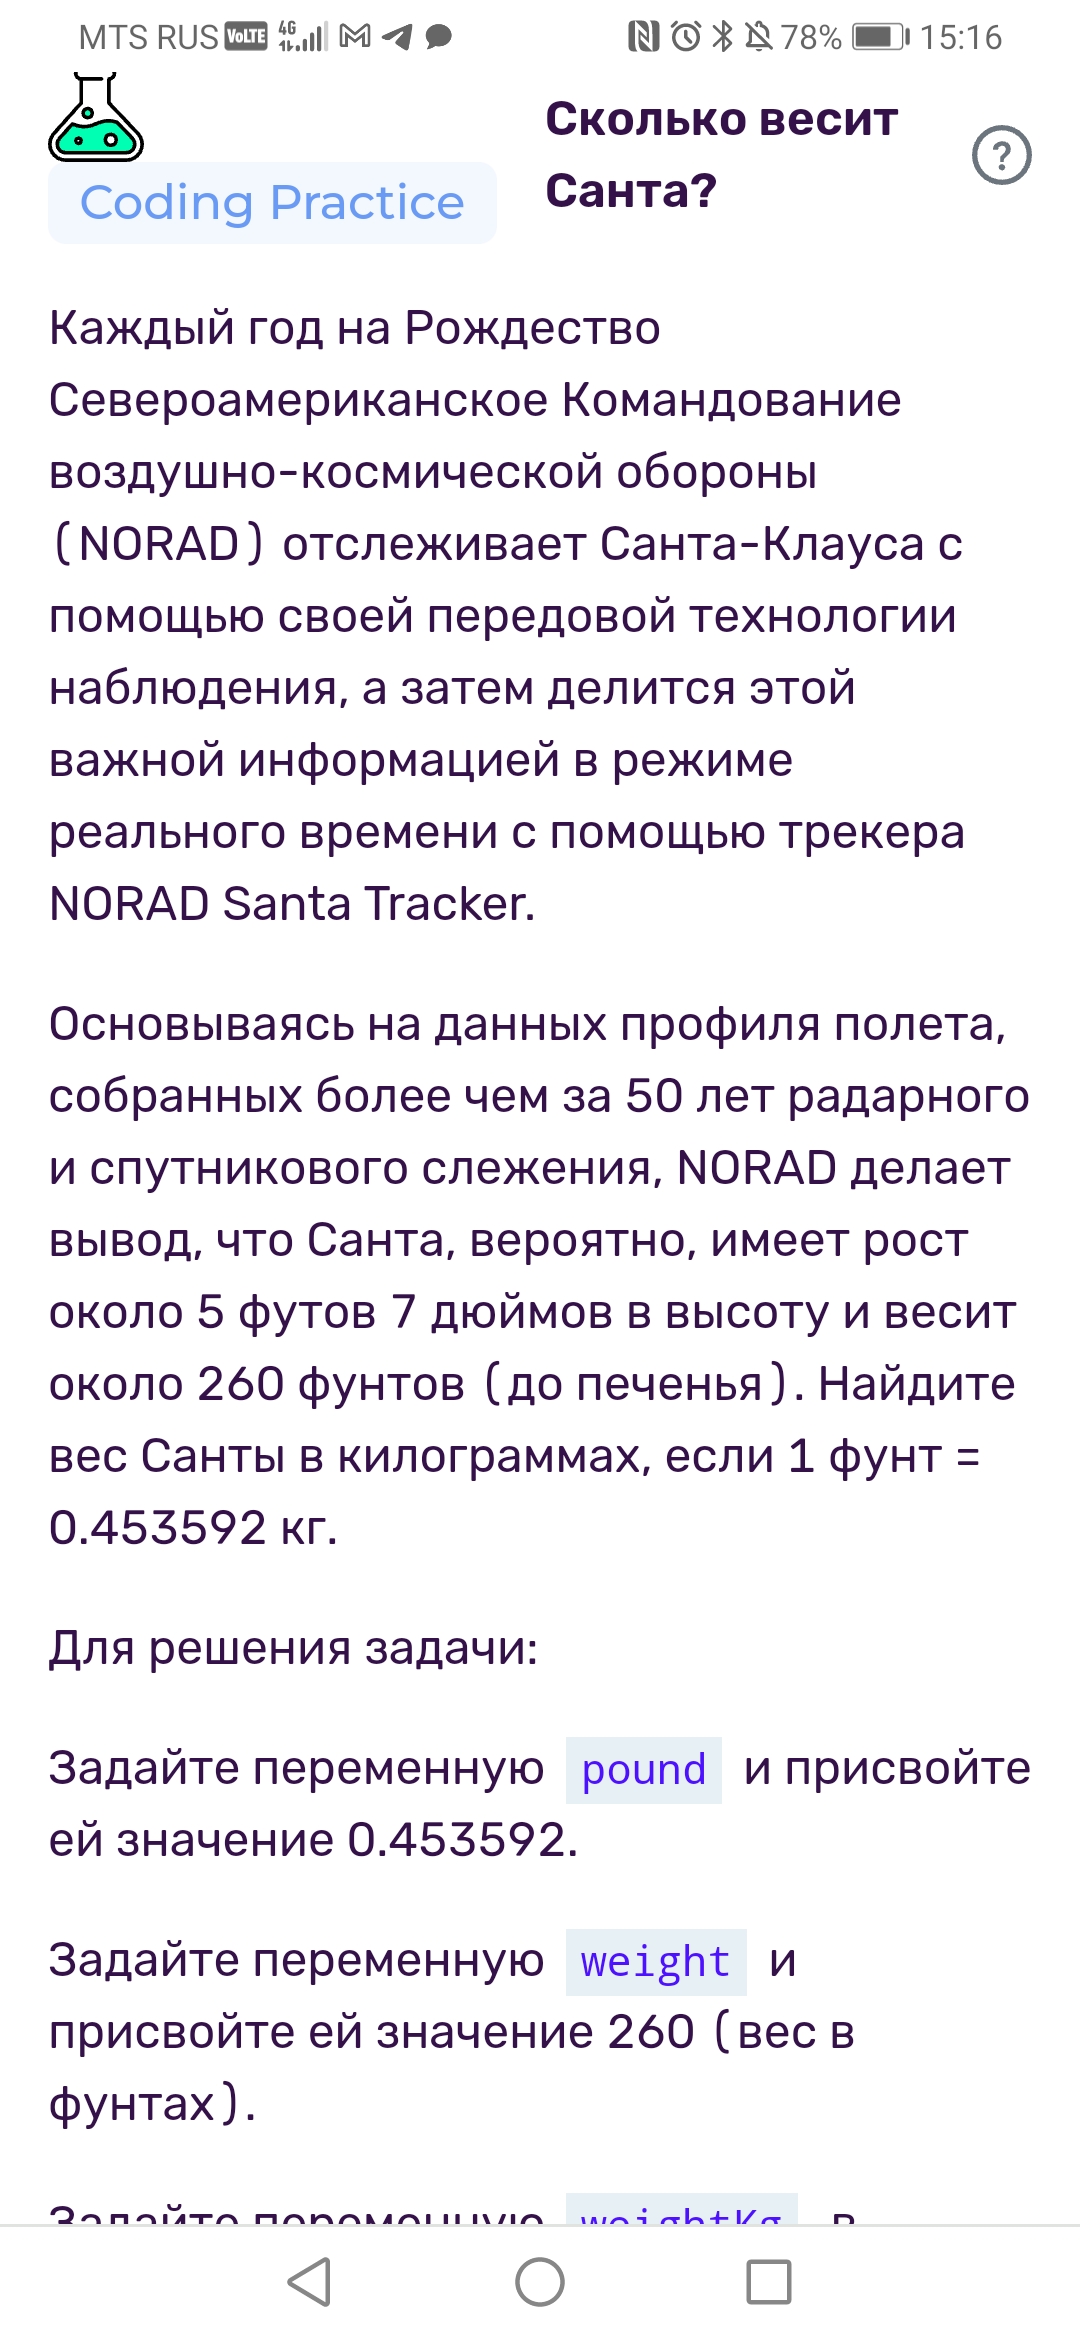 MTS RUS VoLTE 4G 78% 15:16
Сколько весит
Санта?
?
Coding Practice
Каждый год на Рождество
Североамериканское Командование
воздушно-космической обороны
(NORAD) отслеживает Санта-Клауса с
помощью своей передовой технологии
наблюдения, а затем делится этой
важной информацией в режиме
реального времени с помощью трекера
NORAD Santa Tracker.
Основываясь на данных профиля полета,
собранных более чем за 50 лет радарного
и спутникового слежения, NORAD делает
вывод, что Санта, вероятно, имеет рост
около 5 футов 7 дюймов в высоту и весит
около 260 фунтов (до печенья). Найдите
вес Санты в килограммах, если 1 фунт =
0.453592 кг.
Для решения задачи:
Задайте переменную pound и присвойте
ей значение 0.453592.
Задайте переменную weight и
присвойте ей значение 260 (вес в
фунтах).
Задайте переменную weightKg в